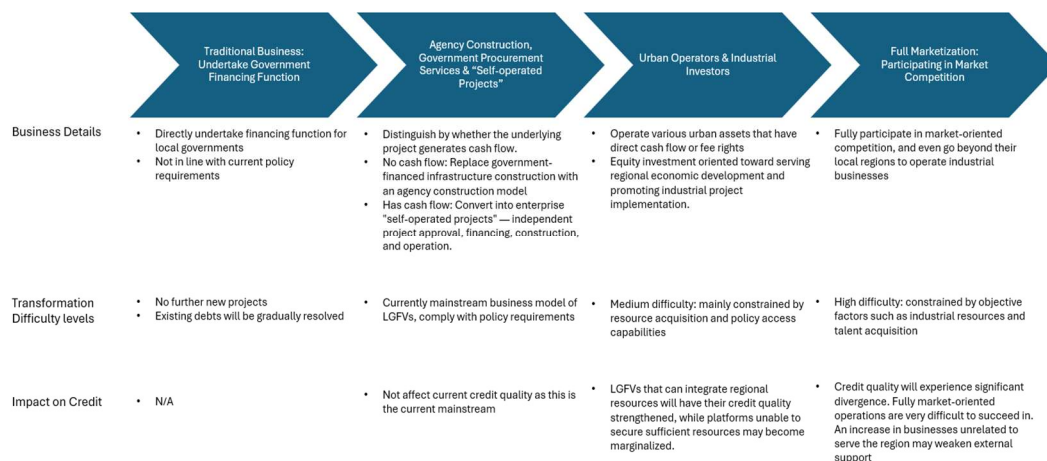 Traditional Business:
Undertake Government
Financing Function
Agency Construction,
Government Procurement
Services & “Self-operated
Projects”
Urban Operators & Industrial
Investors
Full Marketization:
Participating in Market
Competition
Business Details
• Directly undertake financing function for
local governments
• Not in line with current policy
requirements
• Distinguish by whether the underlying
project generates cash flow.
• No cash flow: Replace government-
financed infrastructure construction with
an agency construction model
• Has cash flow: Convert into enterprise
"self-operated projects" — independent
project approval, financing, construction,
and operation.
• Operate various urban assets that have
direct cash flow or fee rights
• Equity investment oriented toward serving
regional economic development and
promoting industrial project
implementation.
• Fully participate in market-oriented
competition, and even go beyond their
local regions to operate industrial
businesses
Transformation
Difficulty levels
• No further new projects
• Existing debts will be gradually resolved
• Currently mainstream business model of
LGFVs, comply with policy requirements
• Medium difficulty: mainly constrained by
resource acquisition and policy access
capabilities
• High difficulty: constrained by objective
factors such as industrial resources and
talent acquisition
Impact on Credit
• N/A
• Not affect current credit quality as this is
the current mainstream
• LGFVs that can integrate regional
resources will have their credit quality
strengthened, while platforms unable to
secure sufficient resources may become
marginalized.
• Credit quality will experience significant
divergence. Fully market-oriented
operations are very difficult to succeed in.
An increase in businesses unrelated to
serve the region may weaken external
support